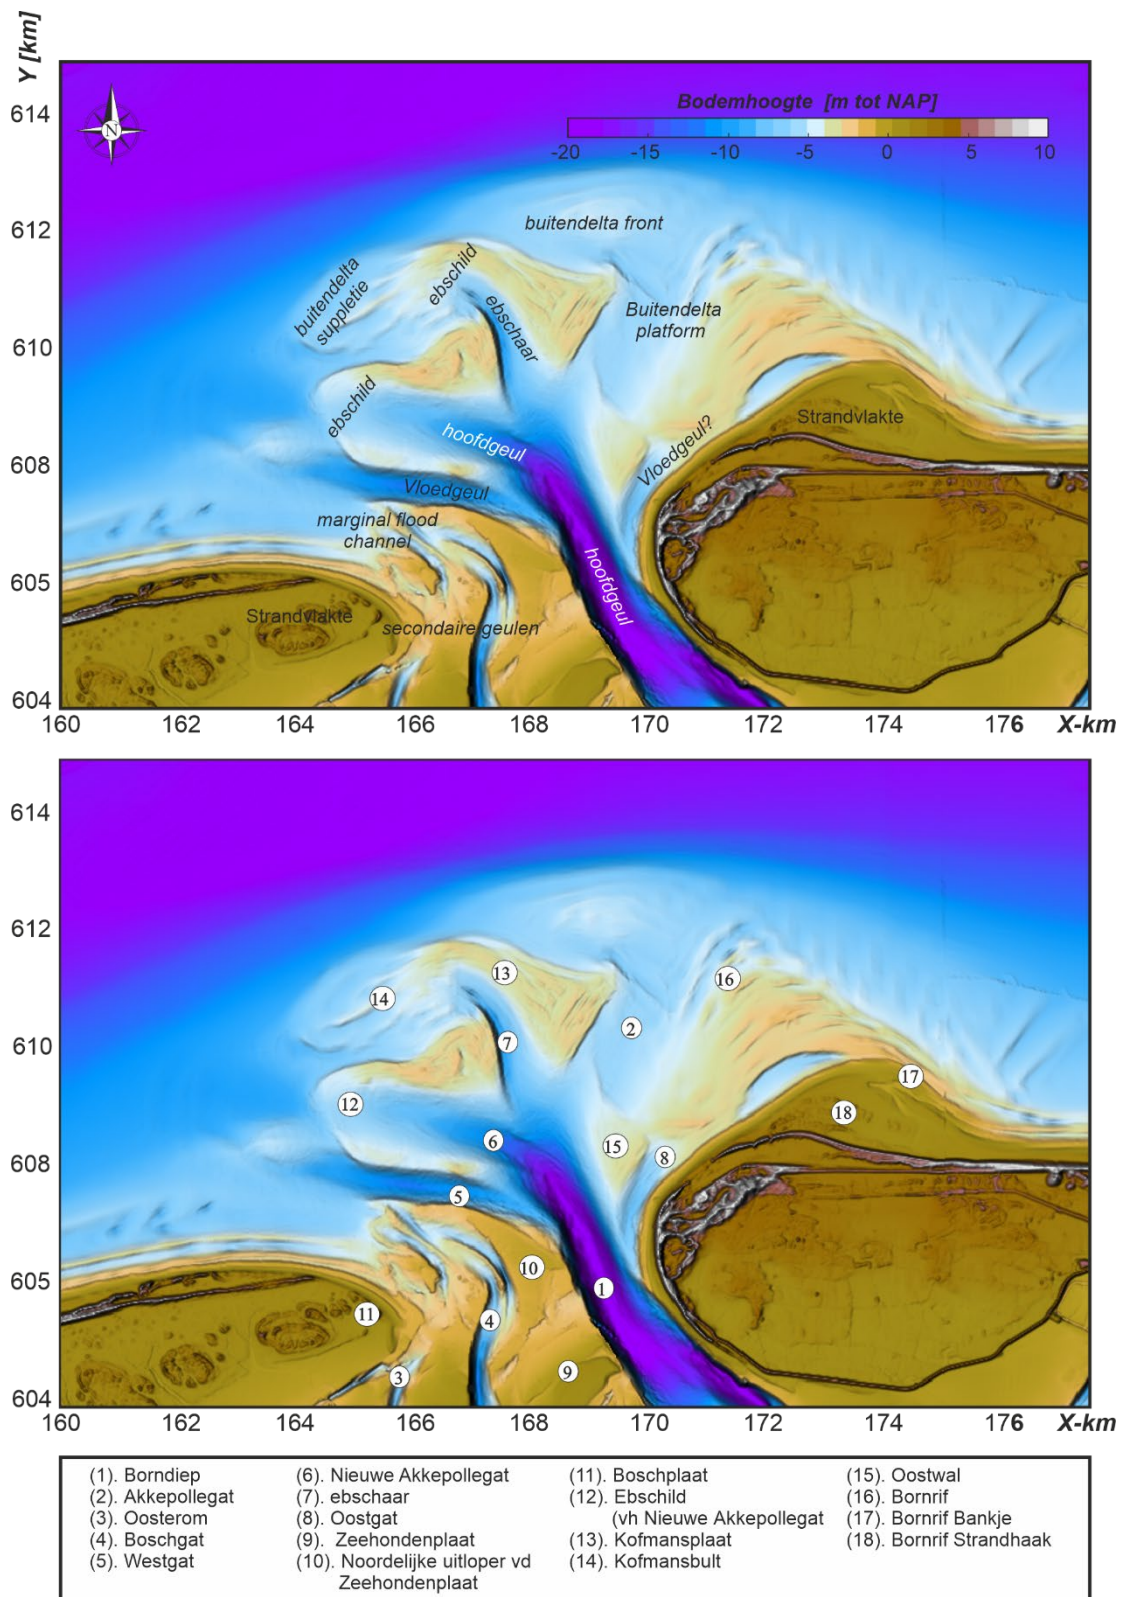 Y [km]
614
612
610
608
605
604
N
Bodemhoogte [m tot NAP]
-20 -15 -10 -5 0 5 10
buitendelta front
buitendelta
suppletie
ebschild
ebschaar
Buitendelta
platform
ebschild
hoofdgeul
Vloedgeul?
Strandvlakte
Vloedgeul
marginal flood
channel
hoofdgeul
Strandvlakte
secondaire geulen
160 162 164 166 168 170 172 174 176 X-km
614
612
610
608
605
604
13
14
16
2
7
17
12
18
6
15
8
5
10
1
11
4
3
9
160 162 164 166 168 170 172 174 176 X-km
(1). Borndiep
(2). Akkepollegat
(3). Oosterom
(4). Boschgat
(5). Westgat
(6). Nieuwe Akkepollegat
(7). ebschaar
(8). Oostgat
(9). Zeehondenplaat
(10). Noordelijke uitloper vd
Zeehondenplaat
(11). Boschplaat
(12). Ebschild
(vh Nieuwe Akkepollegat
(13). Kofmansplaat
(14). Kofmansbult
(15). Oostwal
(16). Bornrif
(17). Bornrif Bankje
(18). Bornrif Strandhaak